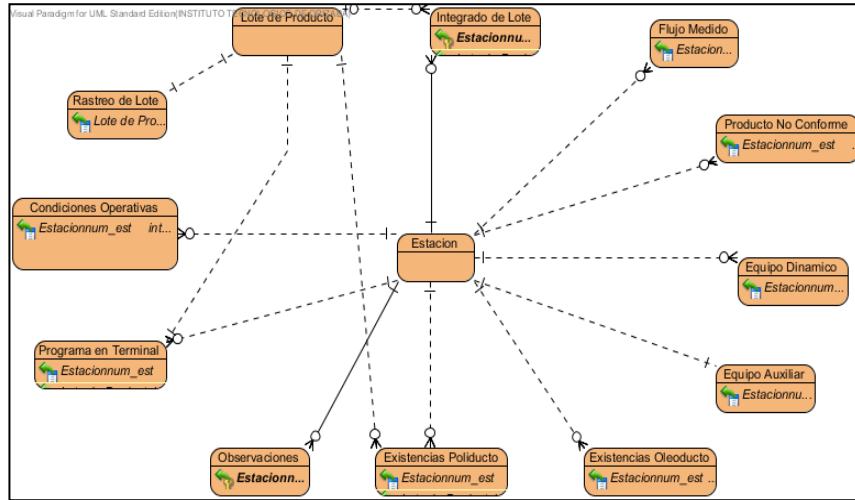 Visual Paradigm for UML Standard Edition(INSTITUTO
Lote de Producto
Integrado de Lote
Estacionnu...
Flujo Medido
Estacion...
Rastreo de Lote
Lote de Pro...
Producto No Conforme
Estacionnum_est ...
Condiciones Operativas
Estacionnum_est int...
Estacion
Equipo Dinamico
Estacionnum...
Programa en Terminal
Estacionnum_est
Equipo Auxiliar
Estacionnu...
Observaciones
Estacionn...
Existencias Poliducto
Estacionnum_est
Existencias Oleoducto
Estacionnum_est ...